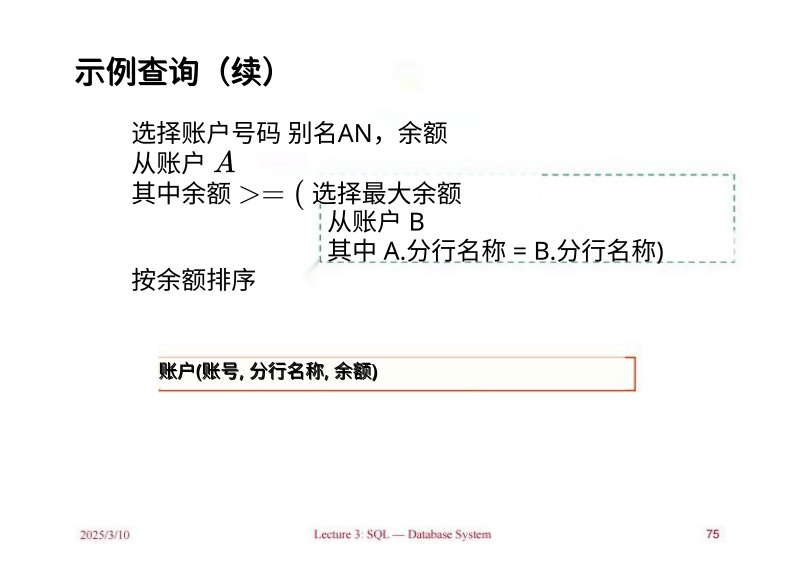 示例查询（续）
选择账户号码 别名AN，余额
从账户 A
其中余额 >= ( 选择最大余额
从账户 B
其中 A.分行名称 = B.分行名称)
按余额排序
账户(账号, 分行名称, 余额)
2025/3/10
Lecture 3: SQL — Database System
75